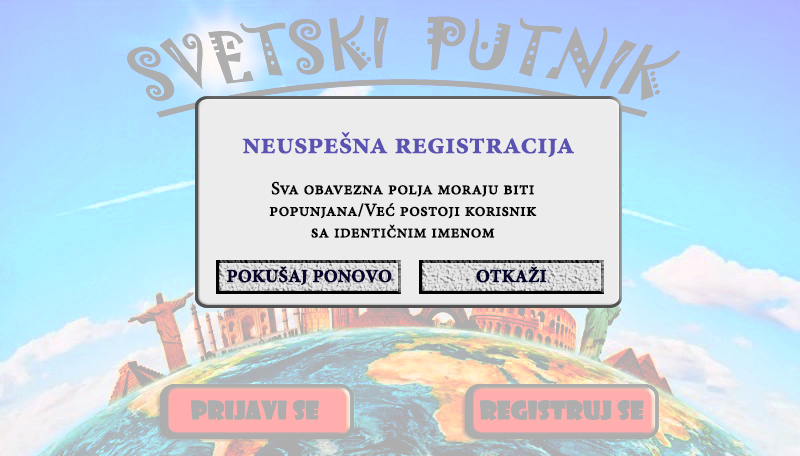 SVETSKI PUTNIK
NEUSPEŠNA REGISTRACIJA
Sva obavezna polja moraju biti
popunjana/Već postoji korisnik
sa identičnim imenom
POKUŠAJ PONOVO
OTKAŽI
PRIJAVI SE
REGISTRUJ SE